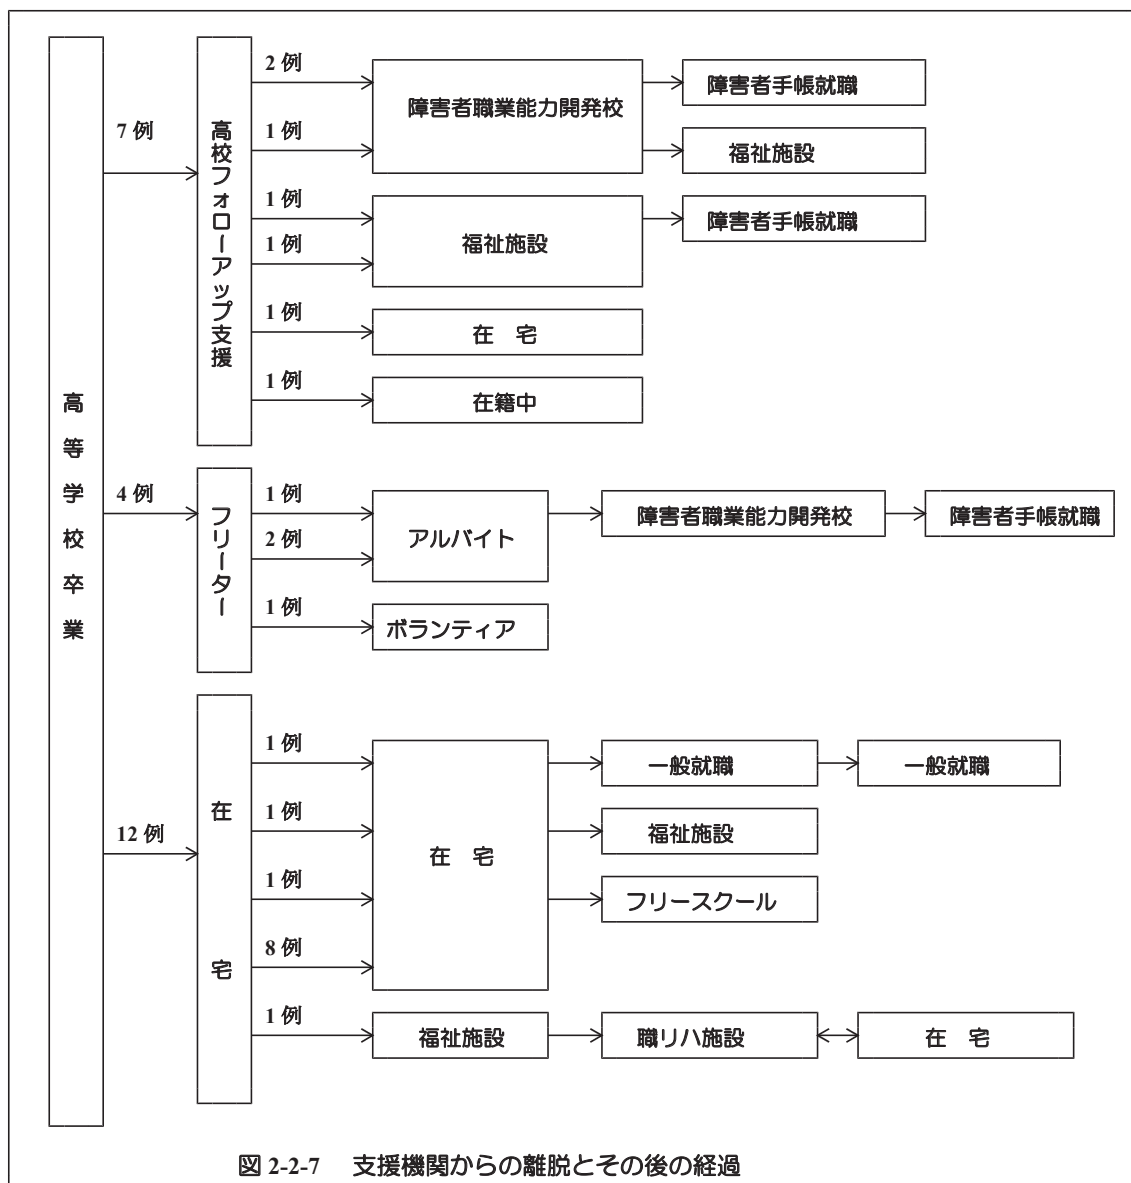 高等学校卒業
7 例
高校フォローアップ支援
2 例
障害者職業能力開発校
障害者手帳就職
1 例
福祉施設
1 例
福祉施設
障害者手帳就職
1 例
1 例
在 宅
1 例
在籍中
4 例
フリーター
1 例
アルバイト
障害者職業能力開発校
障害者手帳就職
2 例
1 例
ボランティア
12 例
在宅
1 例
在 宅
一般就職
一般就職
1 例
福祉施設
1 例
フリースクール
8 例
1 例
福祉施設
職リハ施設
在 宅
図 2-2-7 支援機関からの離脱とその後の経過